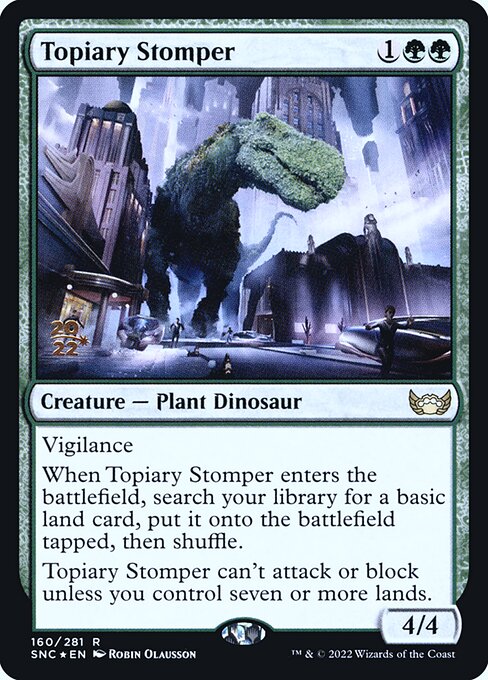 Topiary Stomper 1
20
22
Creature — Plant Dinosaur
Vigilance
When Topiary Stomper enters the
battlefield, search your library for a basic
land card, put it onto the battlefield
tapped, then shuffle.
Topiary Stomper can't attack or block
unless you control seven or more lands.
4/4
160/281 R
SNC★EN Robin Olausson
™ & © 2022 Wizards of the Coast